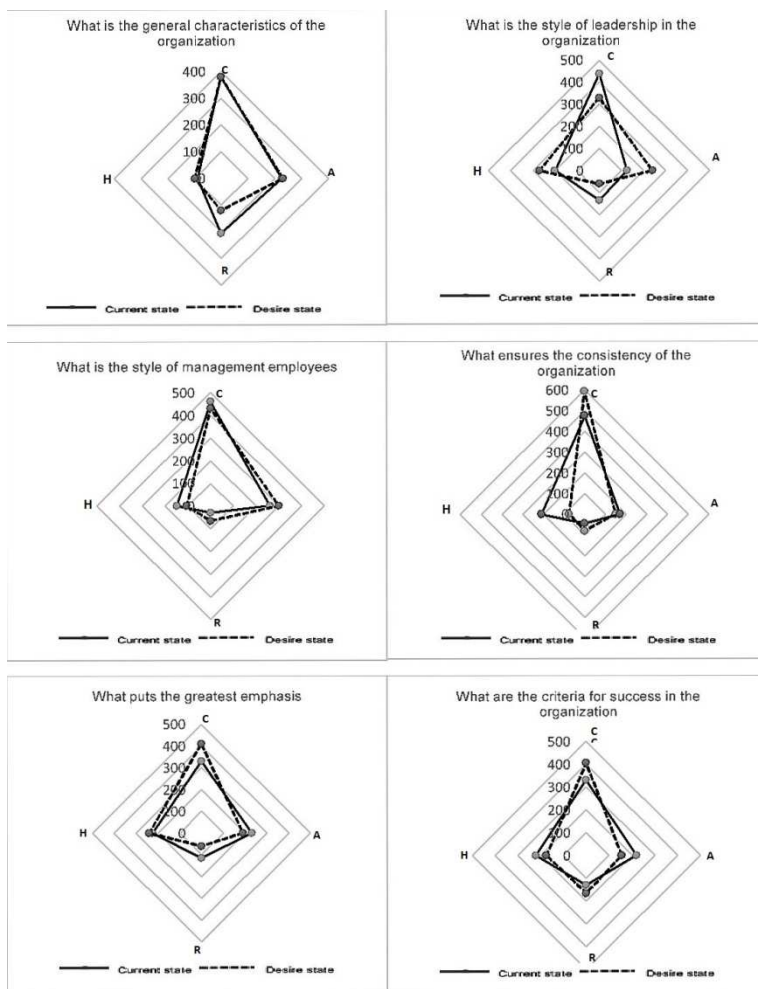 What is the general characteristics of the
organization
400
C
300
200
100
0
H
A
R
Current state
Desire state
What is the style of leadership in the
organization
C
500
400
300
200
100
0
H
A
R
Current state
Desire state
What is the style of management employees
500
C
400
300
200
100
0
H
A
R
Current state
Desire state
What ensures the consistency of the
organization
600
C
500
400
300
200
100
0
H
A
R
Current state
Desire state
What puts the greatest emphasis
C
500
400
300
200
100
0
H
A
R
Current state
Desire state
What are the criteria for success in the
organization
C
500
400
300
200
100
0
H
A
R
Current state
Desire state